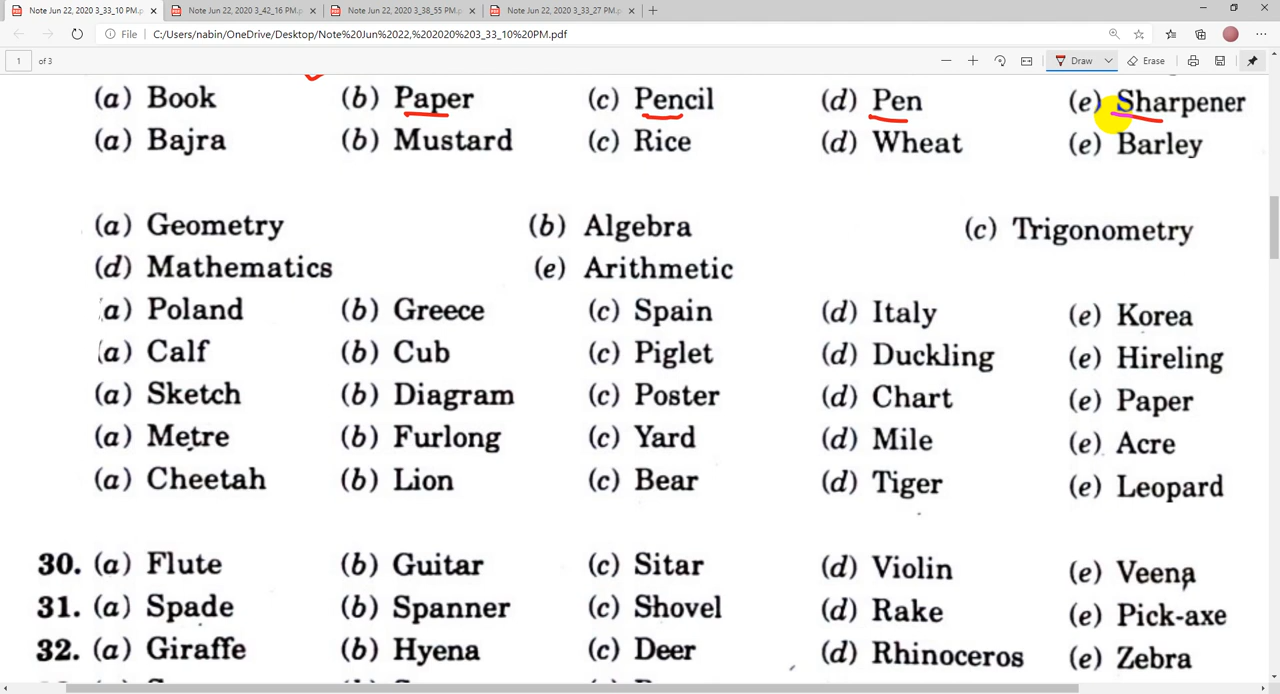 Note Jun 22, 2020 3_33_10 PM.p Note Jun 22, 2020 3_42_16 PM.p Note Jun 22, 2020 3_38_55 PM.p Note Jun 22, 2020 3_33_27 PM.p
File C:/Users/nabin/OneDrive/Desktop/Note%20Jun%2022,%202020%203_33_10%20PM.pdf
1 of 3 Draw Erase
(a) Book (b) Paper (c) Pencil (d) Pen (e) Sharpener
(a) Bajra (b) Mustard (c) Rice (d) Wheat (e) Barley
(a) Geometry (b) Algebra (c) Trigonometry
(d) Mathematics (e) Arithmetic
(a) Poland (b) Greece (c) Spain (d) Italy (e) Korea
(a) Calf (b) Cub (c) Piglet (d) Duckling (e) Hireling
(a) Sketch (b) Diagram (c) Poster (d) Chart (e) Paper
(a) Metre (b) Furlong (c) Yard (d) Mile (e) Acre
(a) Cheetah (b) Lion (c) Bear (d) Tiger (e) Leopard
30. (a) Flute (b) Guitar (c) Sitar (d) Violin (e) Veena
31. (a) Spade (b) Spanner (c) Shovel (d) Rake (e) Pick-axe
32. (a) Giraffe (b) Hyena (c) Deer (d) Rhinoceros (e) Zebra